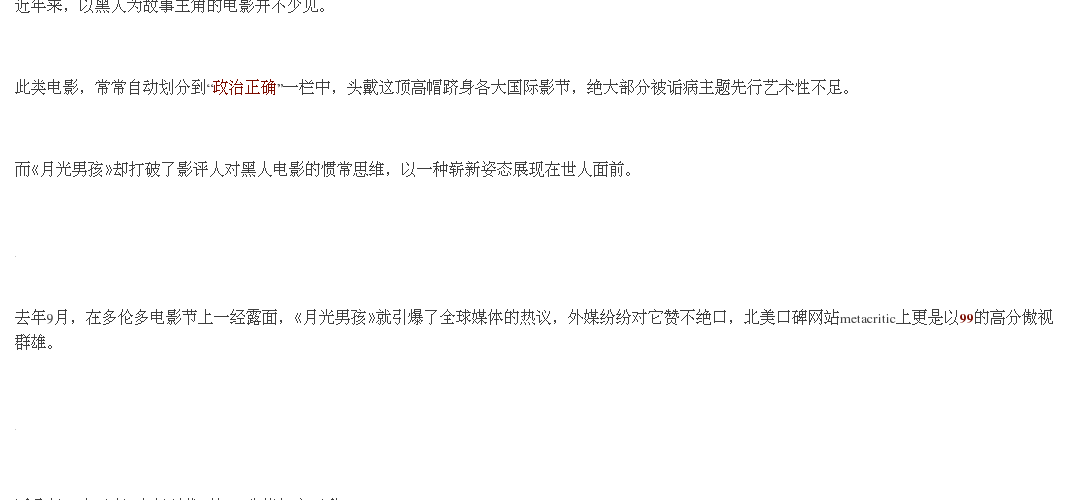 近年来，以黑人为故事主角的电影并不少见。
此类电影，常常自动划分到“政治正确”一栏中，头戴这顶高帽跻身各大国际影节，绝大部分被诟病主题先行艺术性不足。
而《月光男孩》却打破了影评人对黑人电影的惯常思维，以一种崭新姿态展现在世人面前。
去年9月，在多伦多电影节上一经露面，《月光男孩》就引爆了全球媒体的热议，外媒纷纷对它赞不绝口，北美口碑网站metacritic上更是以99的高分傲视
群雄。